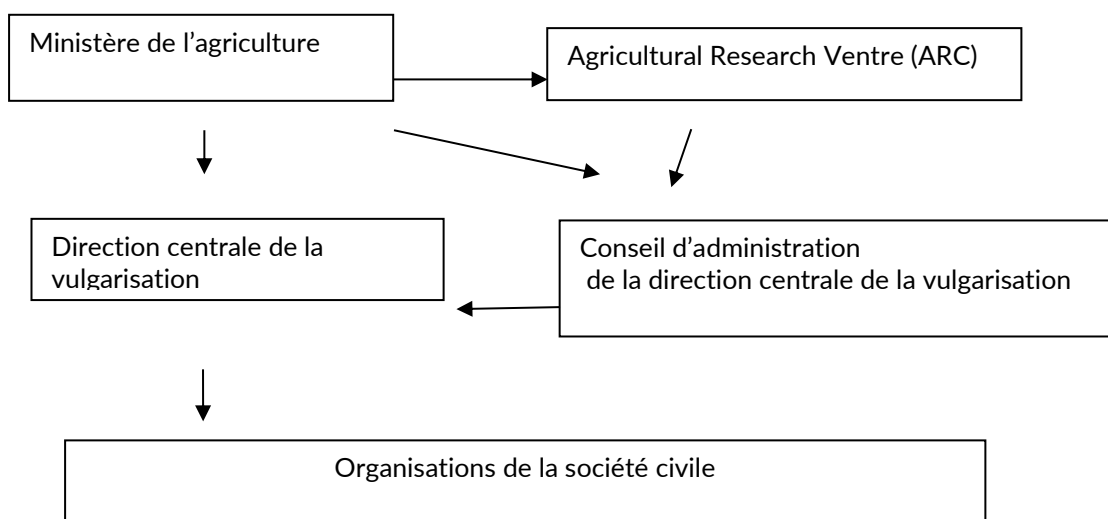 Ministère de l’agriculture
Agricultural Research Ventre (ARC)
Direction centrale de la
vulgarisation
Conseil d’administration
de la direction centrale de la vulgarisation
Organisations de la société civile